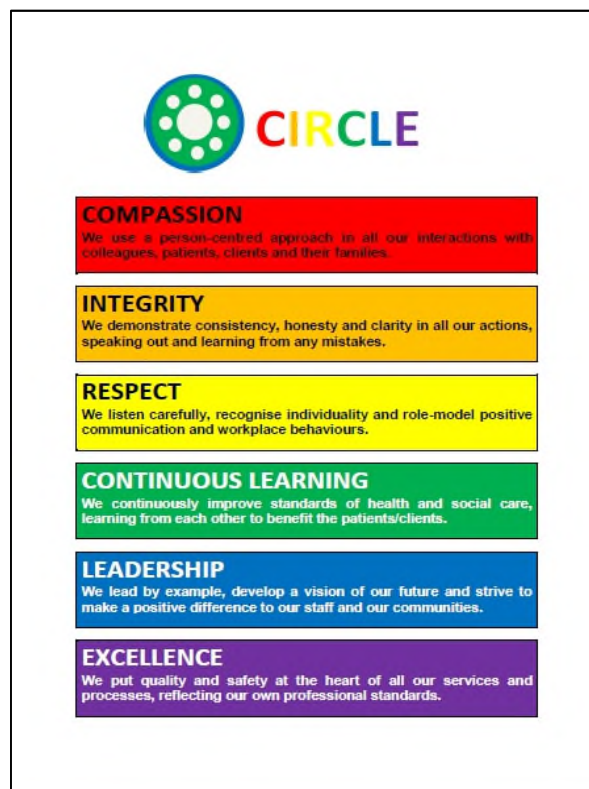 CIRCLE
COMPASSION
We use a person-centred approach in all our interactions with
colleagues, patients, clients and their families.
INTEGRITY
We demonstrate consistency, honesty and clarity in all our actions,
speaking out and learning from any mistakes.
RESPECT
We listen carefully, recognise individuality and role-model positive
communication and workplace behaviours.
CONTINUOUS LEARNING
We continuously improve standards of health and social care,
learning from each other to benefit the patients/clients.
LEADERSHIP
We lead by example, develop a vision of our future and strive to
make a positive difference to our staff and our communities.
EXCELLENCE
We put quality and safety at the heart of all our services and
processes, reflecting our own professional standards.